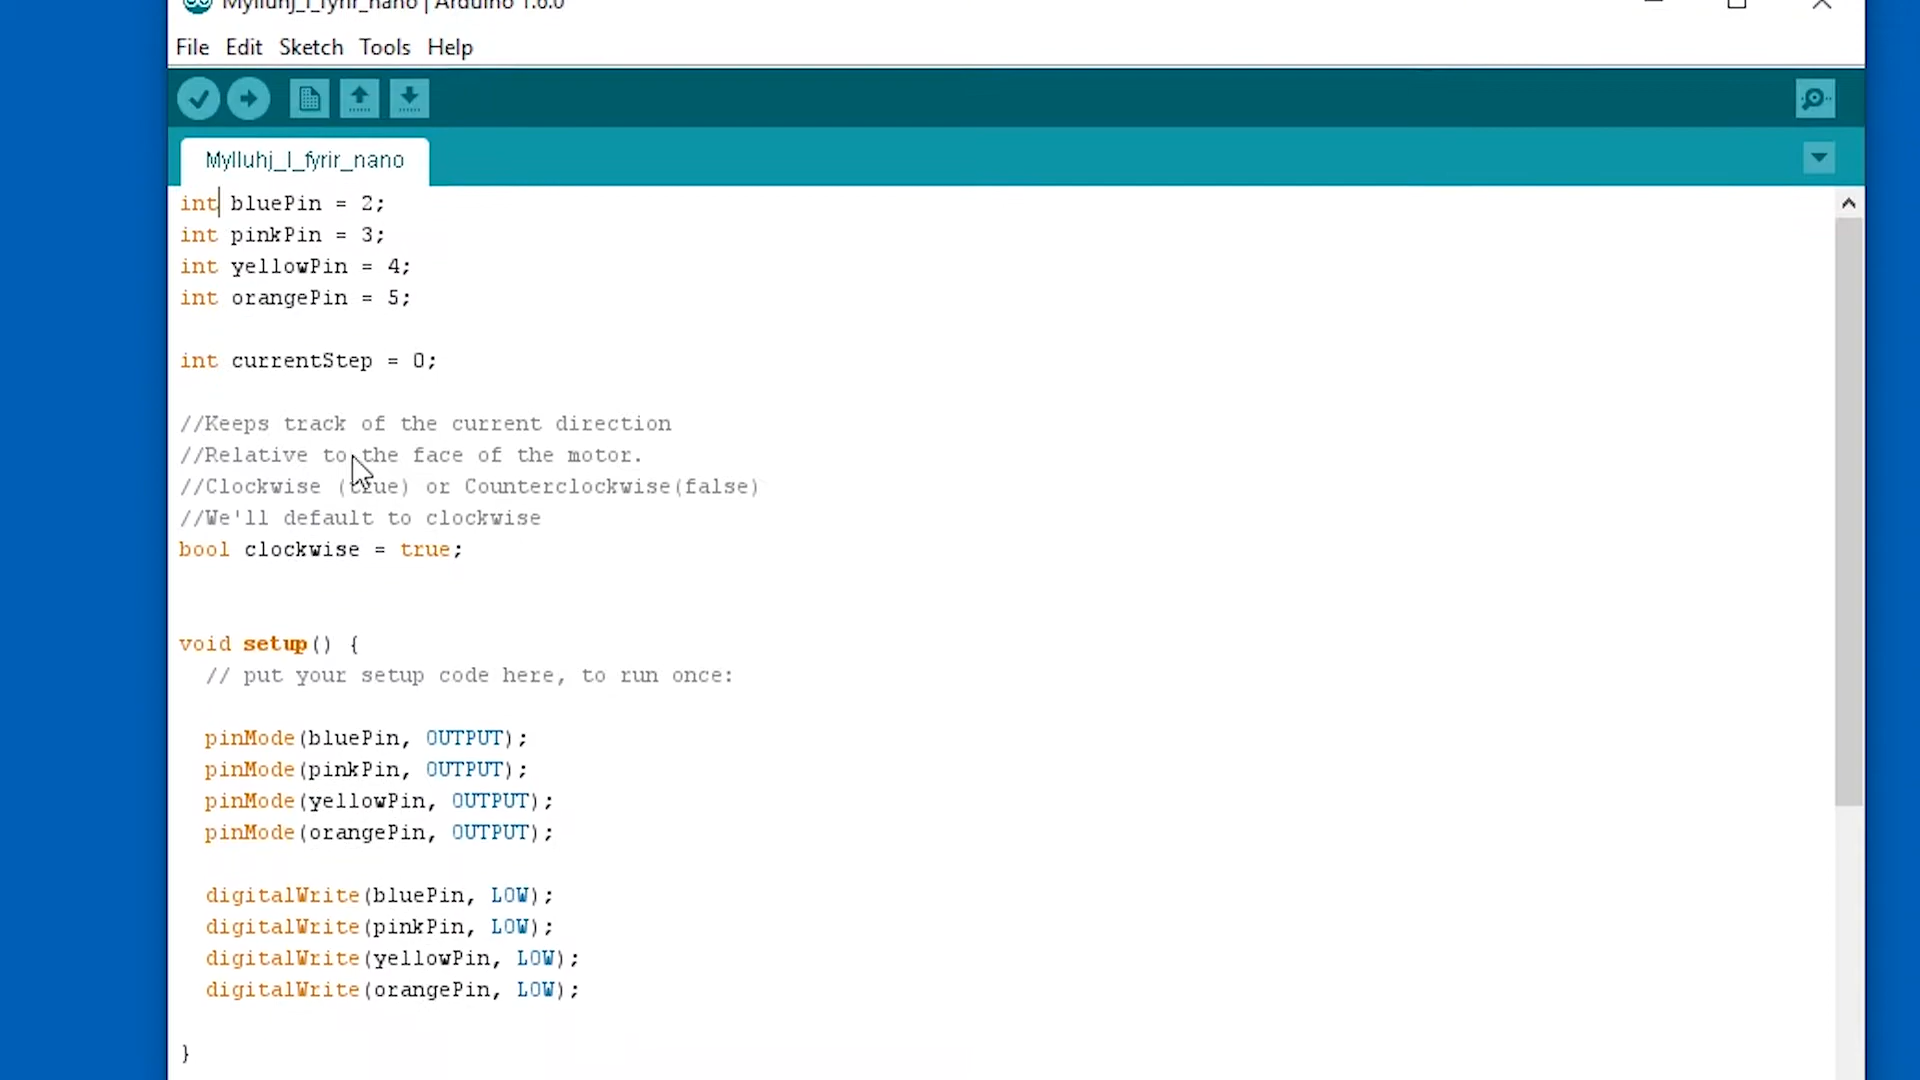 Mylluhj_l_fyrir_nano | Arduino 1.6.0
File Edit Sketch Tools Help
Mylluhj_l_fyrir_nano
int bluePin = 2;
int pinkPin = 3;
int yellowPin = 4;
int orangePin = 5;
int currentStep = 0;
//Keeps track of the current direction
//Relative to the face of the motor.
//Clockwise (true) or Counterclockwise(false)
//We'll default to clockwise
bool clockwise = true;
void setup() {
// put your setup code here, to run once:
pinMode(bluePin, OUTPUT);
pinMode(pinkPin, OUTPUT);
pinMode(yellowPin, OUTPUT);
pinMode(orangePin, OUTPUT);
digitalWrite(bluePin, LOW);
digitalWrite(pinkPin, LOW);
digitalWrite(yellowPin, LOW);
digitalWrite(orangePin, LOW);
}